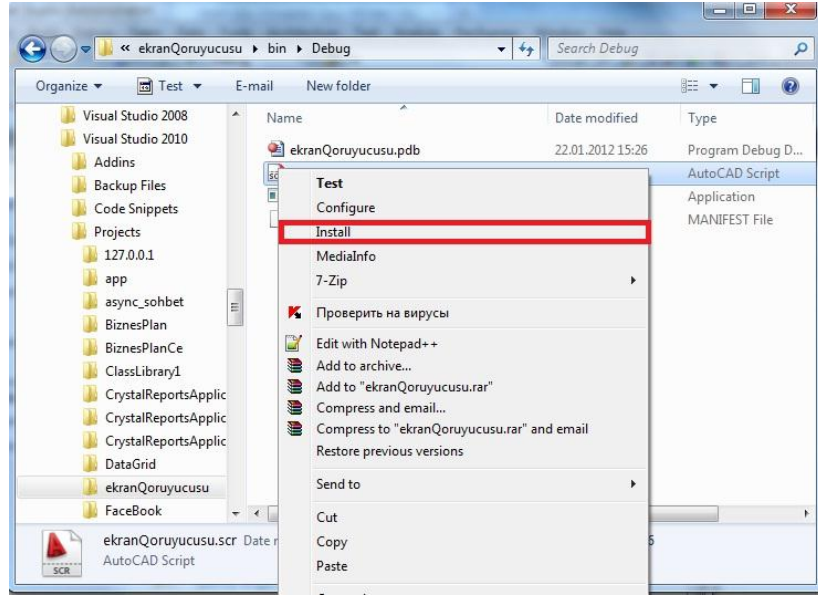 « ekranQoruyucusu ▸ bin ▸ Debug
Search Debug
Organize ▾ Test ▾ E-mail New folder
Name Date modified Type
ekranQoruyucusu.pdb 22.01.2012 15:26 Program Debug D...
AutoCAD Script
Application
MANIFEST File
Visual Studio 2008
Visual Studio 2010
Addins
Backup Files
Code Snippets
Projects
127.0.0.1
app
async_sohbet
BiznesPlan
BiznesPlanCe
ClassLibrary1
CrystalReportsApplic
CrystalReportsApplic
CrystalReportsApplic
DataGrid
ekranQoruyucusu
FaceBook
Test
Configure
Install
MediaInfo
7-Zip
Проверить на вирусы
Edit with Notepad++
Add to archive...
Add to "ekranQoruyucusu.rar"
Compress and email...
Compress to "ekranQoruyucusu.rar" and email
Restore previous versions
Send to
Cut
Copy
Paste
ekranQoruyucusu.scr
AutoCAD Script
SCR